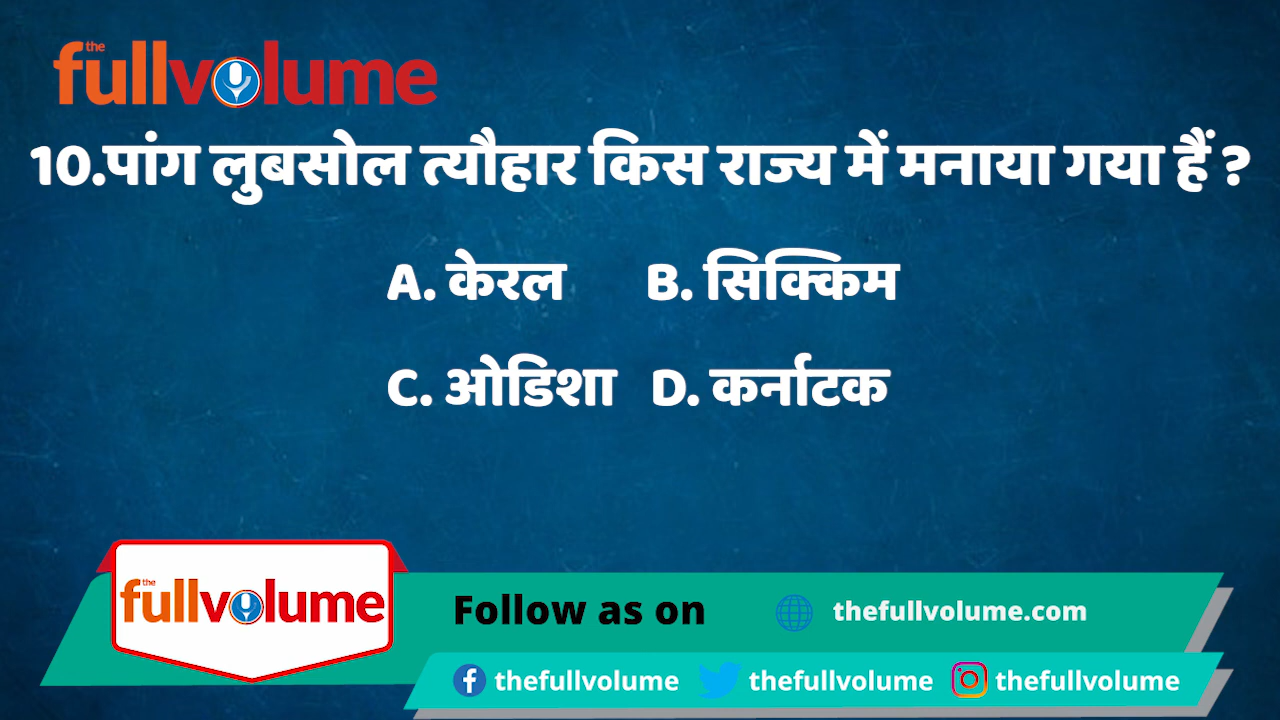 the
fullvolume
10.पांग लुबसोल त्यौहार किस राज्य में मनाया गया हैं ?
A. केरल B. सिक्किम
C. ओडिशा D. कर्नाटक
the
fullvolume
Follow as on thefullvolume.com
thefullvolume thefullvolume thefullvolume